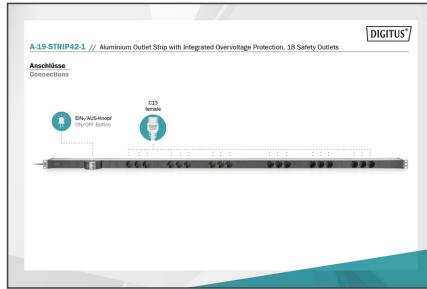 DIGITUS®
A-19-STRIP42-1 // Aluminium Outlet Strip with Integrated Overvoltage Protection, 18 Safety Outlets
Anschlüsse
Connections
C13
female
EIN-/AUS-Knopf
ON/OFF Button